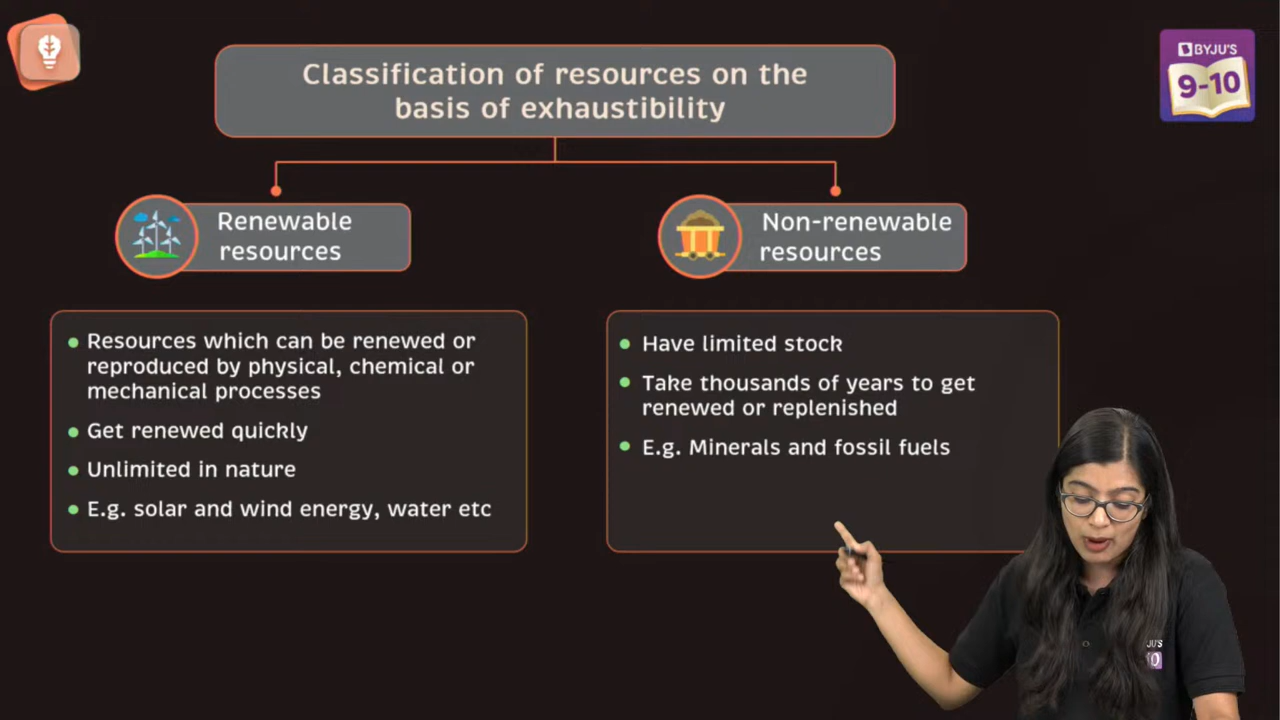 Classification of resources on the
basis of exhaustibility
BYJU'S
9-10
Renewable
resources
Non-renewable
resources
Resources which can be renewed or
reproduced by physical, chemical or
mechanical processes
Get renewed quickly
Unlimited in nature
E.g. solar and wind energy, water etc
Have limited stock
Take thousands of years to get
renewed or replenished
E.g. Minerals and fossil fuels